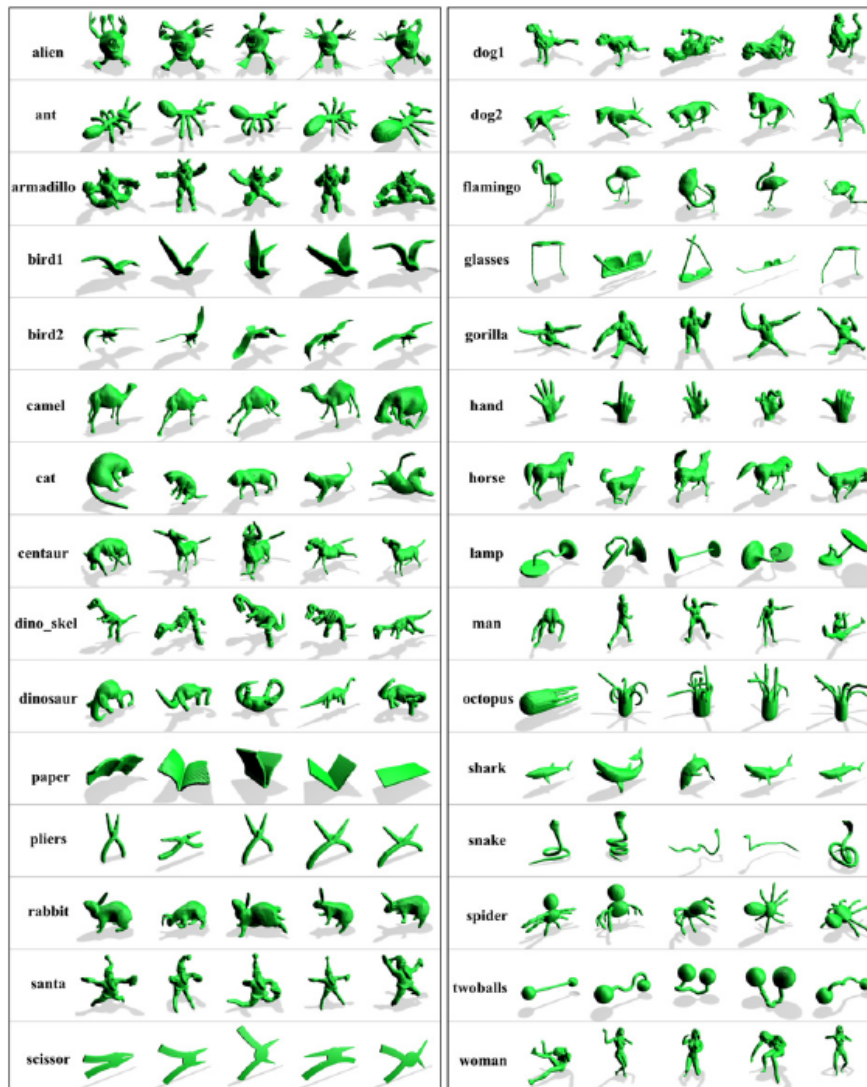 alien
ant
armadillo
bird1
bird2
camel
cat
centaur
dino_skel
dinosaur
paper
pliers
rabbit
santa
scissor
dog1
dog2
flamingo
glasses
gorilla
hand
horse
lamp
man
octopus
shark
snake
spider
twoballs
woman